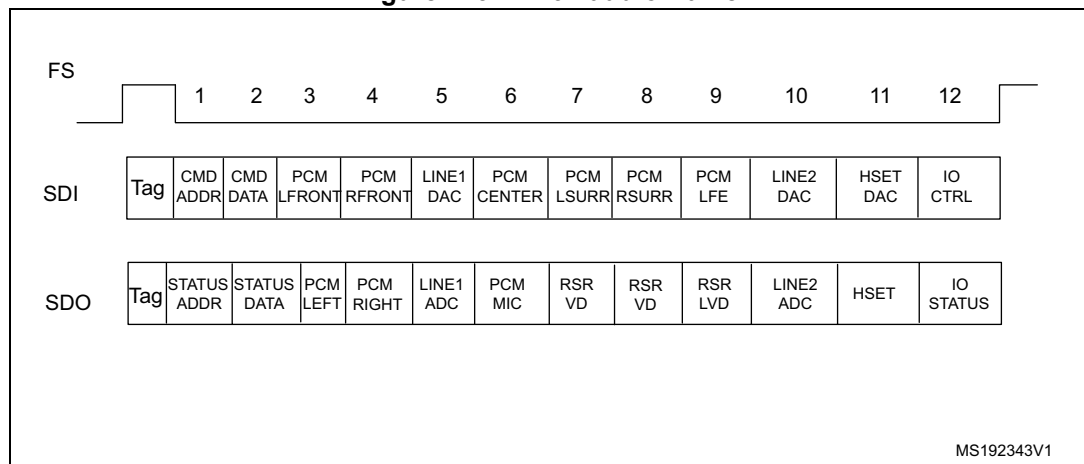 FS
1 2 3 4 5 6 7 8 9 10 11 12
SDI
Tag
CMD ADDR
CMD DATA
PCM LFRONT
PCM RFRONT
LINE1 DAC
PCM CENTER
PCM LSURR
PCM RSURR
PCM LFE
LINE2 DAC
HSET DAC
IO CTRL
SDO
Tag
STATUS ADDR
STATUS DATA
PCM LEFT
PCM RIGHT
LINE1 ADC
PCM MIC
RSR VD
RSR VD
RSR LVD
LINE2 ADC
HSET
IO STATUS
MS192343V1